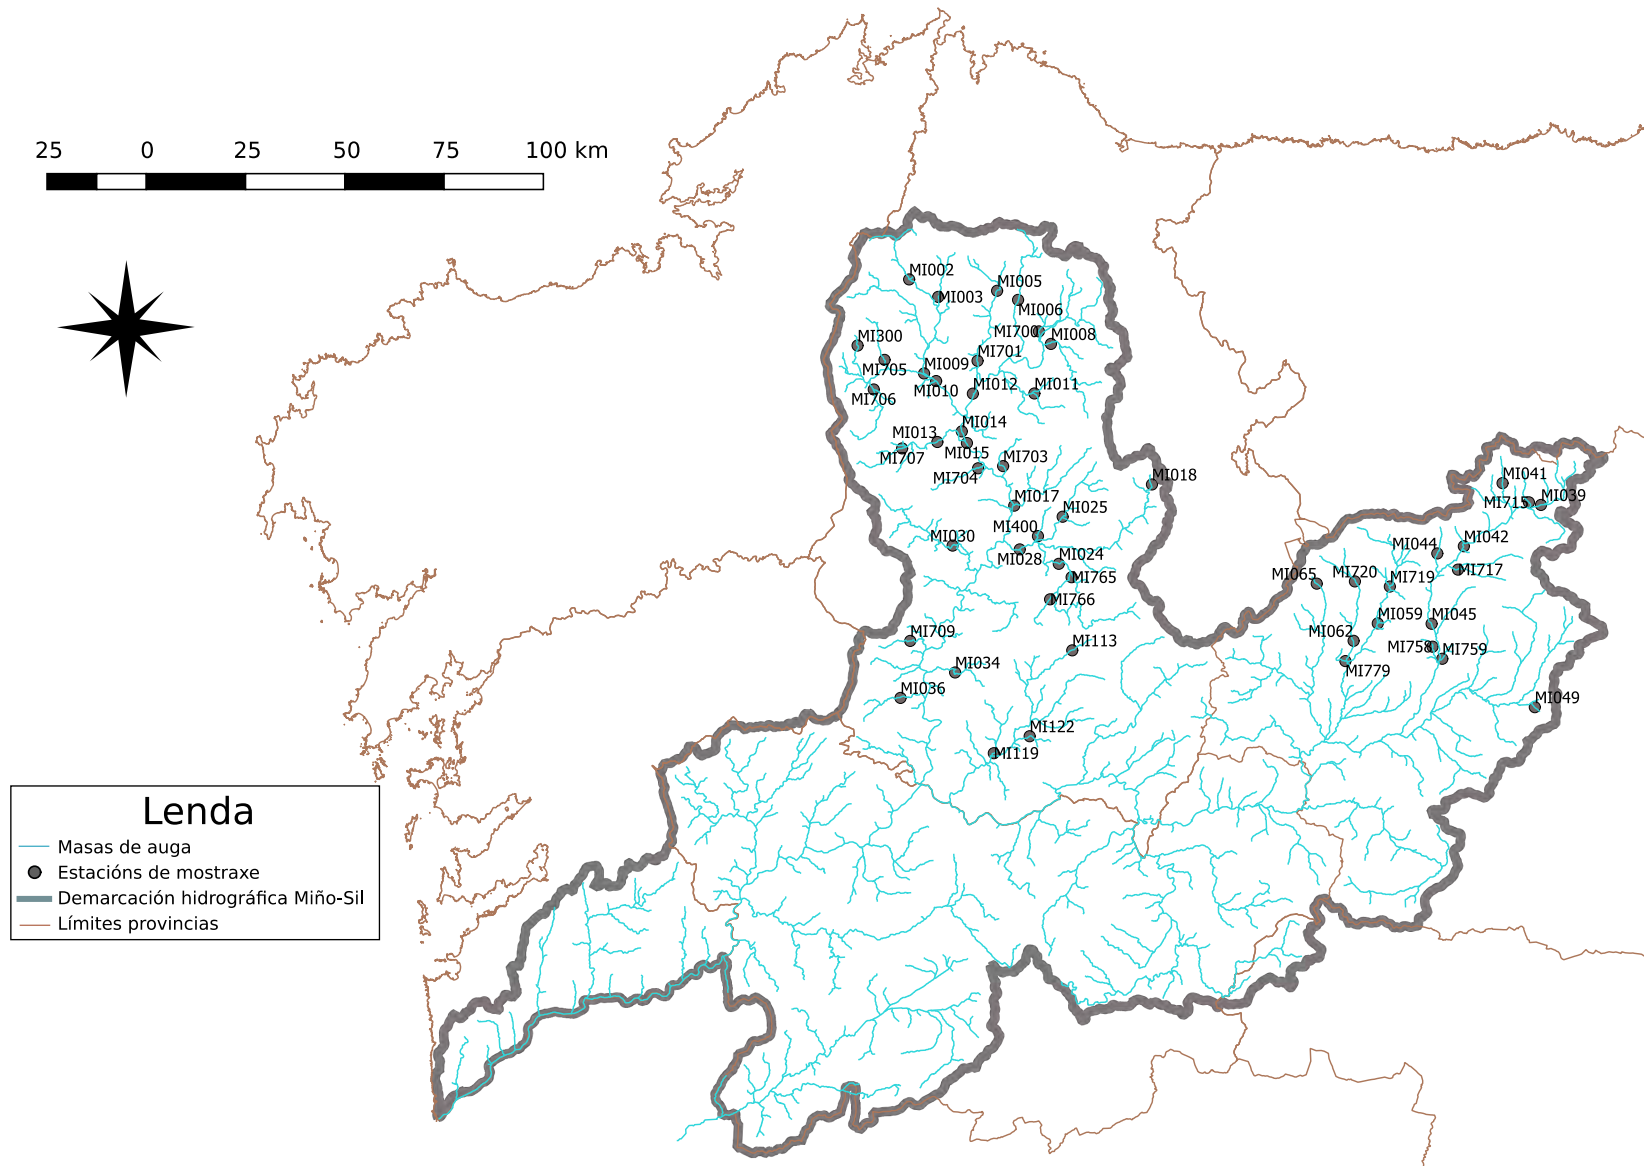 25 0 25 50 75 100 km
MI002
MI003
MI005
MI006
MI700
MI008
MI300
MI705
MI009
MI701
MI706
MI010
MI012
MI011
MI013
MI014
MI707
MI015
MI703
MI704
MI018
MI017
MI025
MI400
MI030
MI028
MI024
MI765
MI766
MI709
MI113
MI034
MI036
MI122
MI119
MI041
MI715
MI039
MI044
MI042
MI717
MI065
MI720
MI719
MI059
MI045
MI062
MI758
MI759
MI779
MI049
Lenda
Masas de auga
Estacións de mostraxe
Demarcación hidrográfica Miño-Sil
Límites provincias